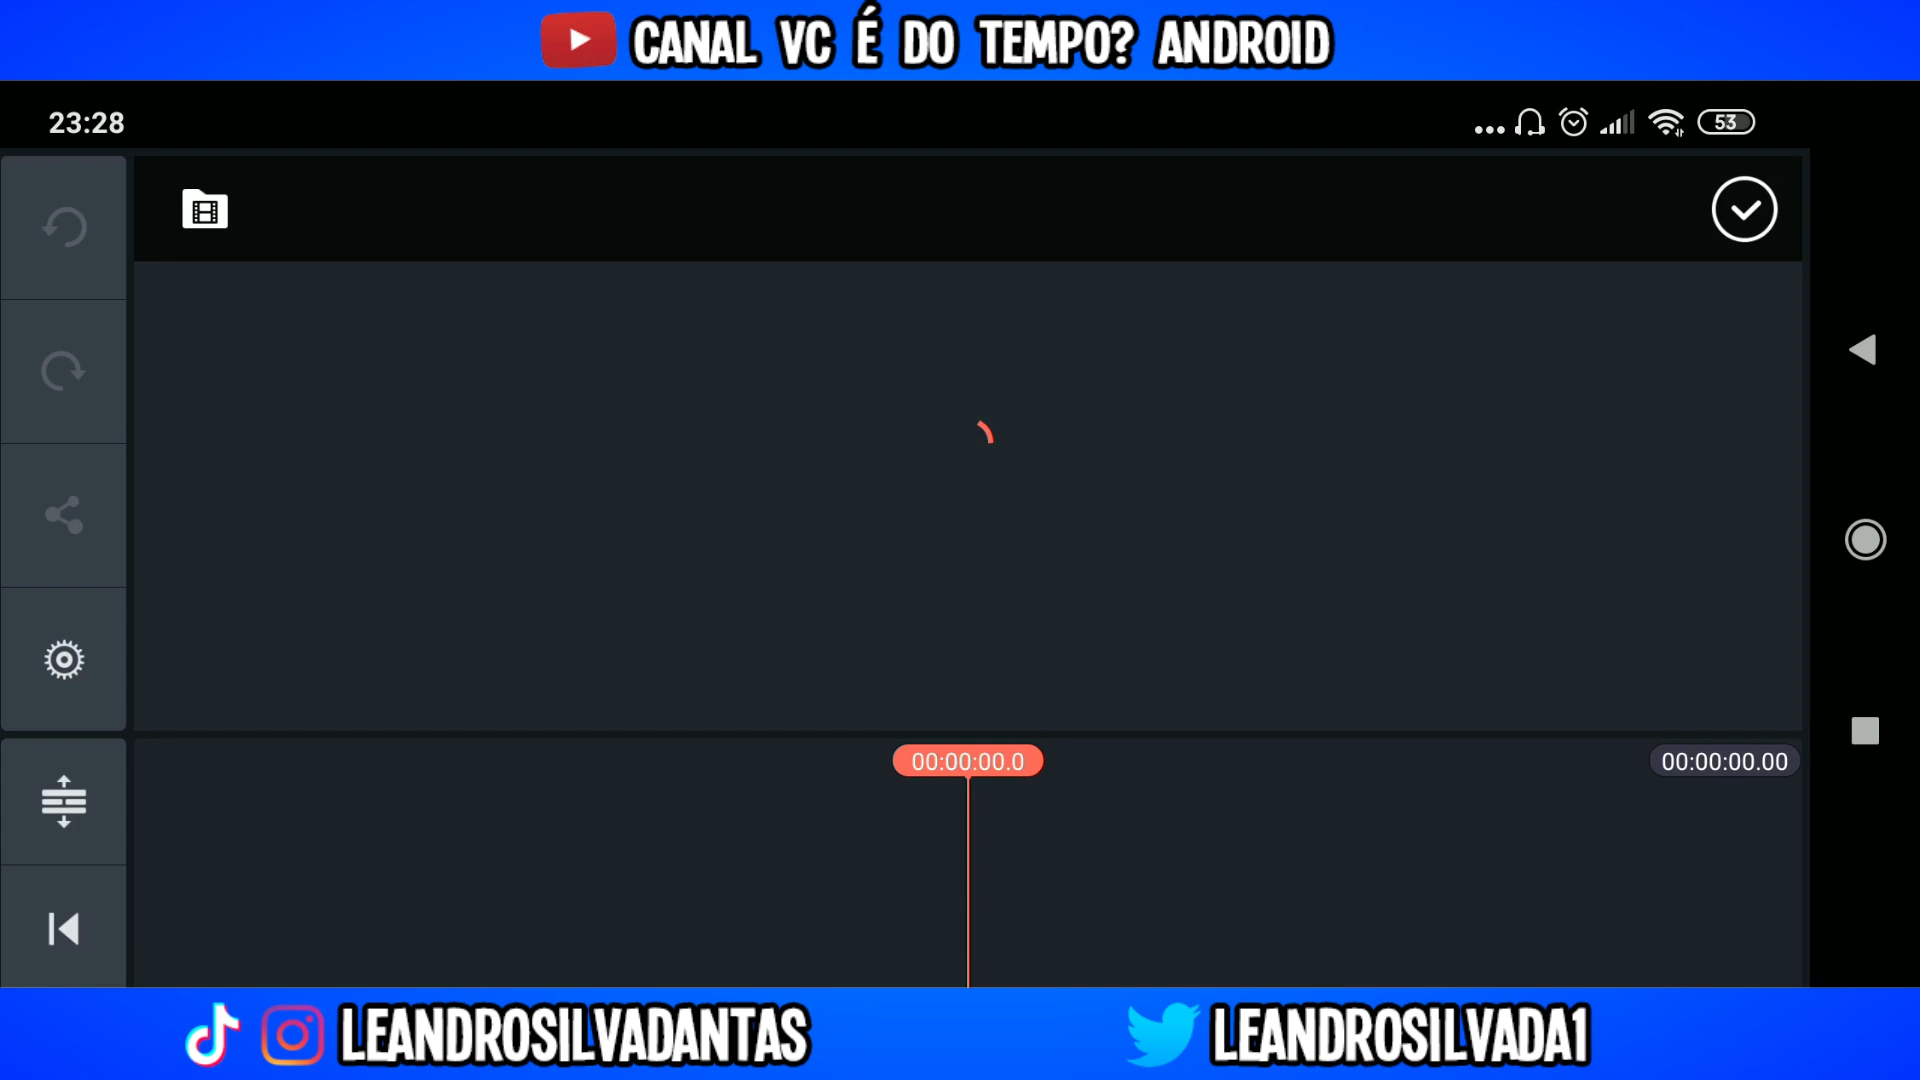 CANAL VC É DO TEMPO? ANDROID
23:28
53
00:00:00.0
00:00:00.00
LEANDROSILVADANTAS
LEANDROSILVADA1